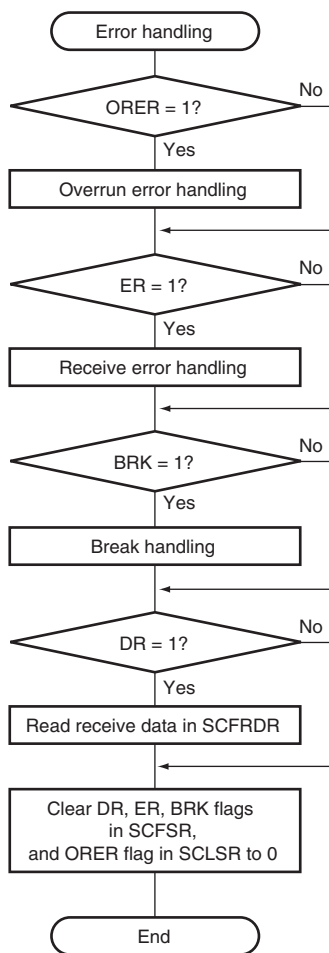 Error handling
No
ORER = 1?
Yes
Overrun error handling
No
ER = 1?
Yes
Receive error handling
No
BRK = 1?
Yes
Break handling
No
DR = 1?
Yes
Read receive data in SCFRDR
Clear DR, ER, BRK flags
in SCFSR,
and ORER flag in SCLSR to 0
End